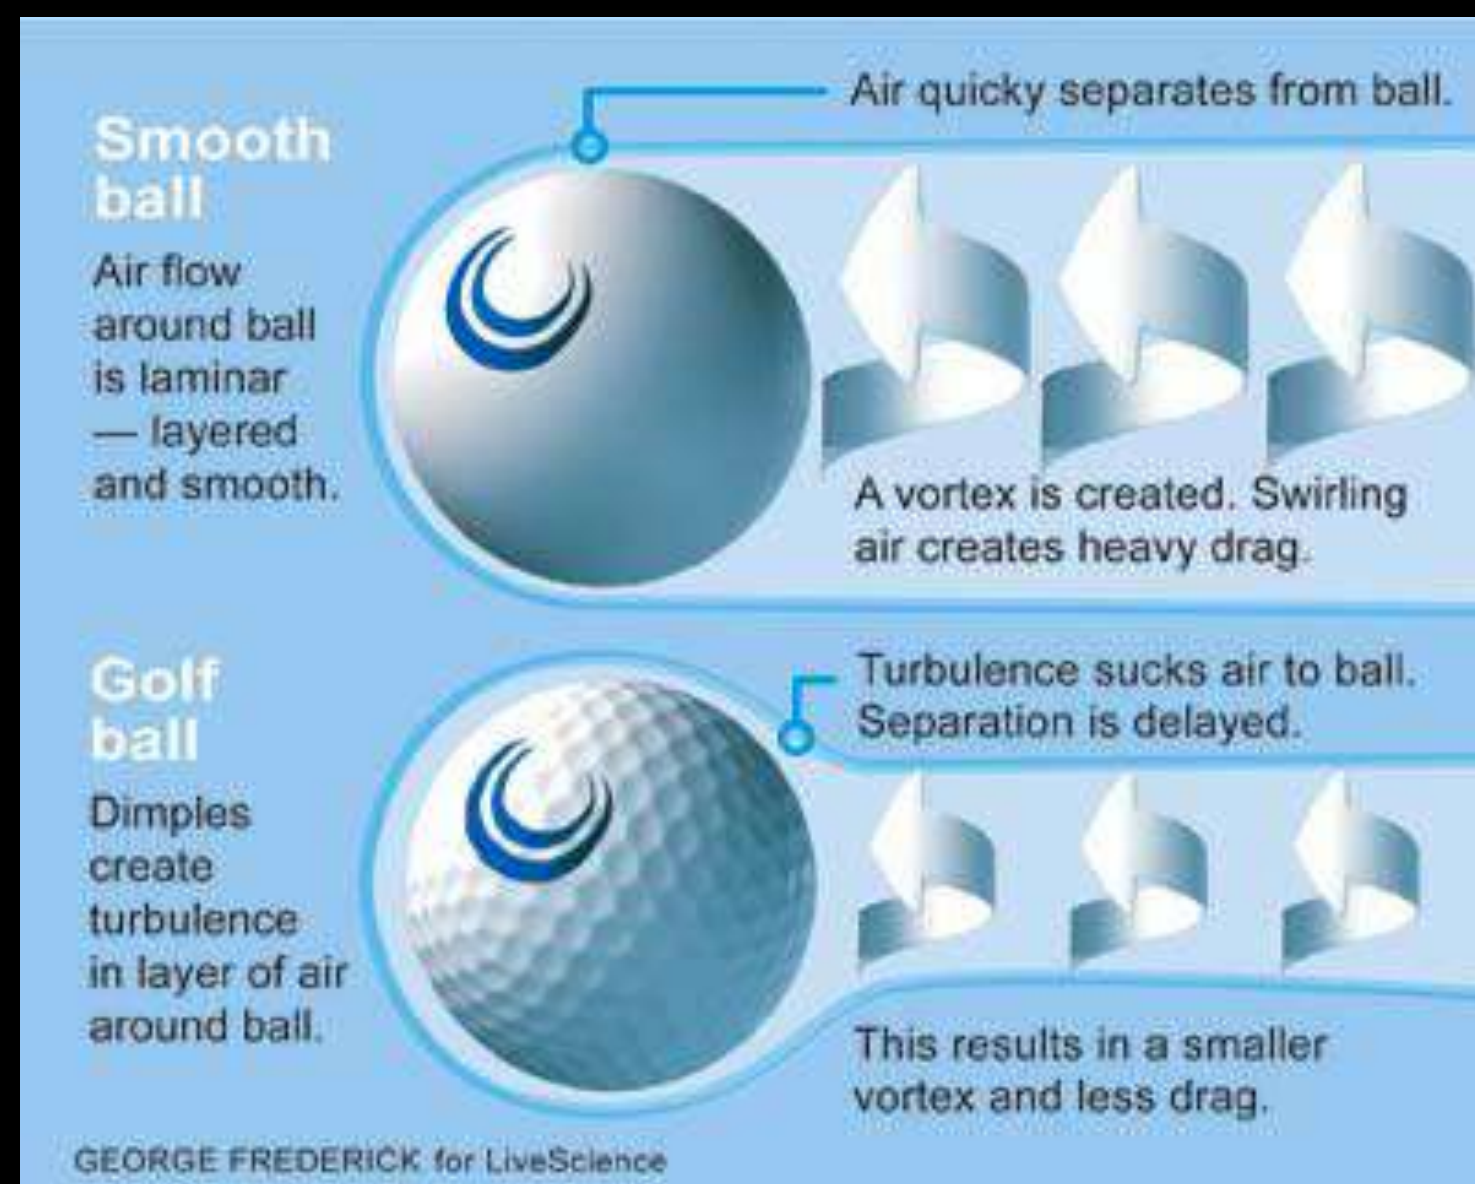 Air quicky separates from ball.
Smooth
ball
Air flow
around ball
is laminar
— layered
and smooth.
A vortex is created. Swirling
air creates heavy drag.
Golf
ball
Dimples
create
turbulence
in layer of air
around ball.
Turbulence sucks air to ball.
Separation is delayed.
This results in a smaller
vortex and less drag.
GEORGE FREDERICK for LiveScience